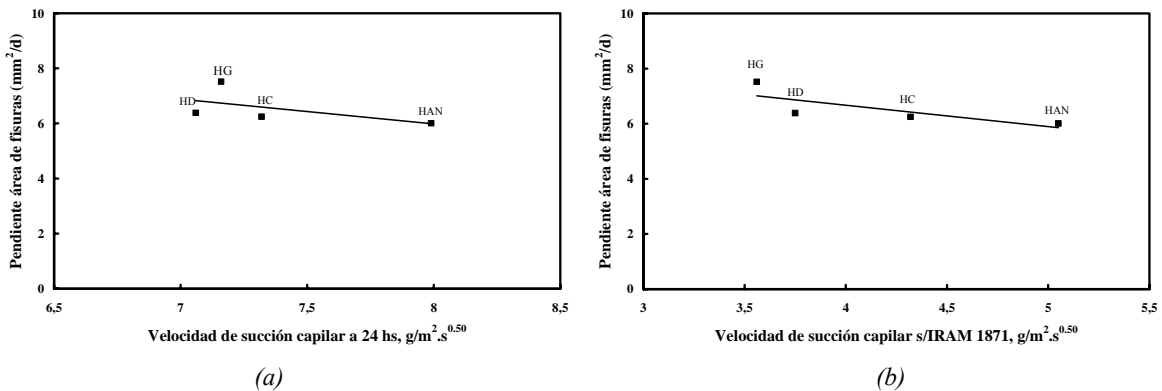 10
8
6
4
2
0
Pendiente área de fisuras (mm²/d)
HG
HD
HC
HAN
6,5 7 7,5 8 8,5
Velocidad de succión capilar a 24 hs, g/m².s^0.50
(a)
10
8
6
4
2
0
Pendiente área de fisuras (mm²/d)
HG
HD
HC
HAN
3 3,5 4 4,5 5 5,5
Velocidad de succión capilar s/IRAM 1871, g/m².s^0.50
(b)